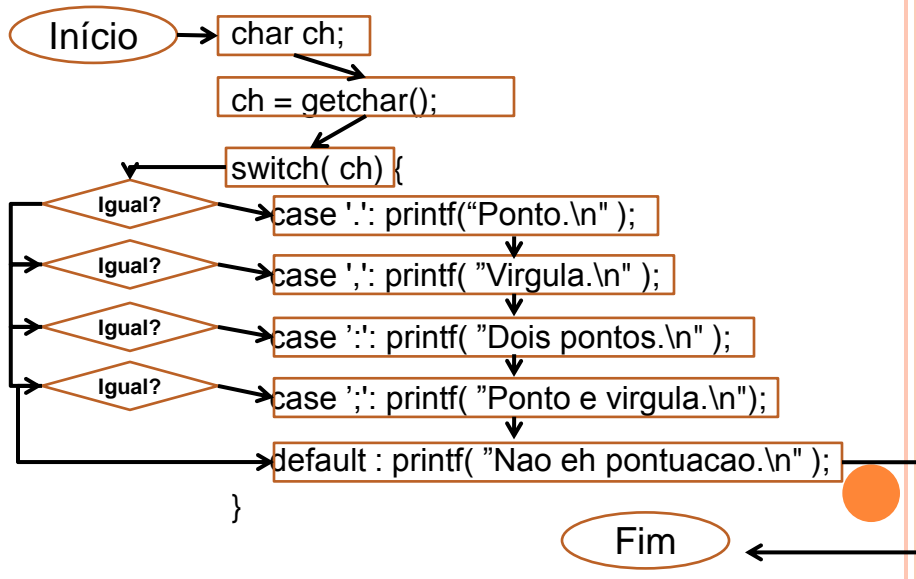 Início
char ch;
ch = getchar();
switch( ch) {
Igual?
case '.': printf(“Ponto.\n" );
Igual?
case ',': printf( ”Virgula.\n" );
Igual?
case ’:': printf( ”Dois pontos.\n" );
Igual?
case ’;': printf( ”Ponto e virgula.\n");
default : printf( ”Nao eh pontuacao.\n" );
}
Fim